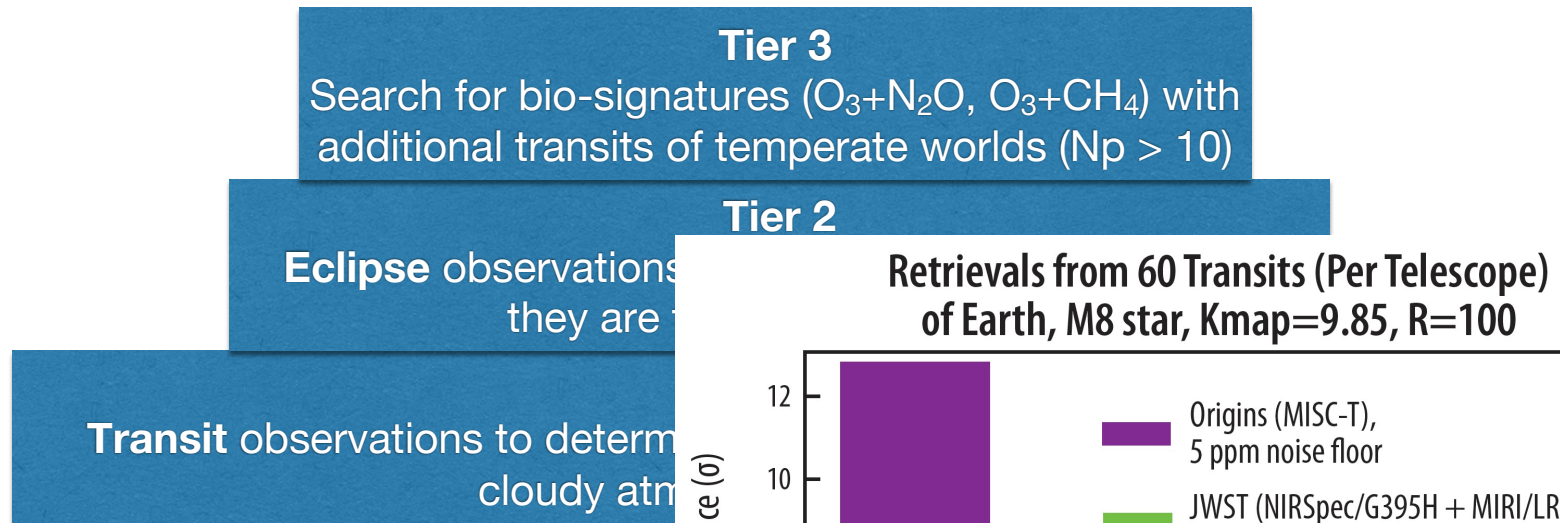 Tier 3
Search for bio-signatures (O₃+N₂O, O₃+CH₄) with
additional transits of temperate worlds (Np > 10)
Tier 2
Eclipse observations
they are
Transit observations to determ
cloudy atm
Retrievals from 60 Transits (Per Telescope)
of Earth, M8 star, Kmap=9.85, R=100
12
10
ce (σ)
Origins (MISC-T),
5 ppm noise floor
JWST (NIRSpec/G395H + MIRI/LR